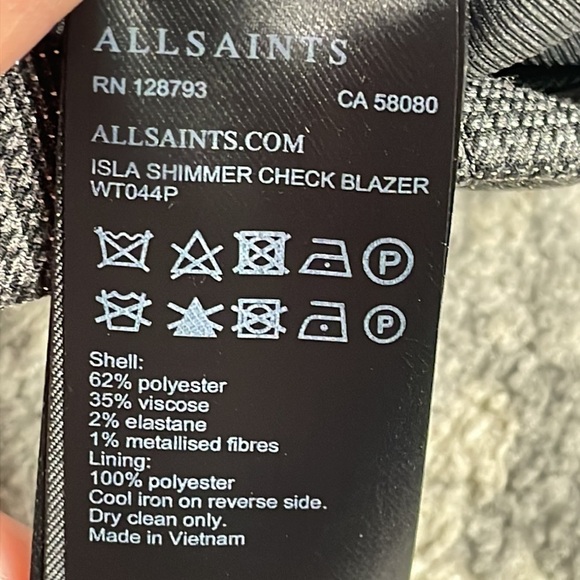 ALLSAINTS
RN 128793 CA 58080
ALLSAINTS.COM
ISLA SHIMMER CHECK BLAZER
WT044P
P
P
Shell:
62% polyester
35% viscose
2% elastane
1% metallised fibres
Lining:
100% polyester
Cool iron on reverse side.
Dry clean only.
Made in Vietnam